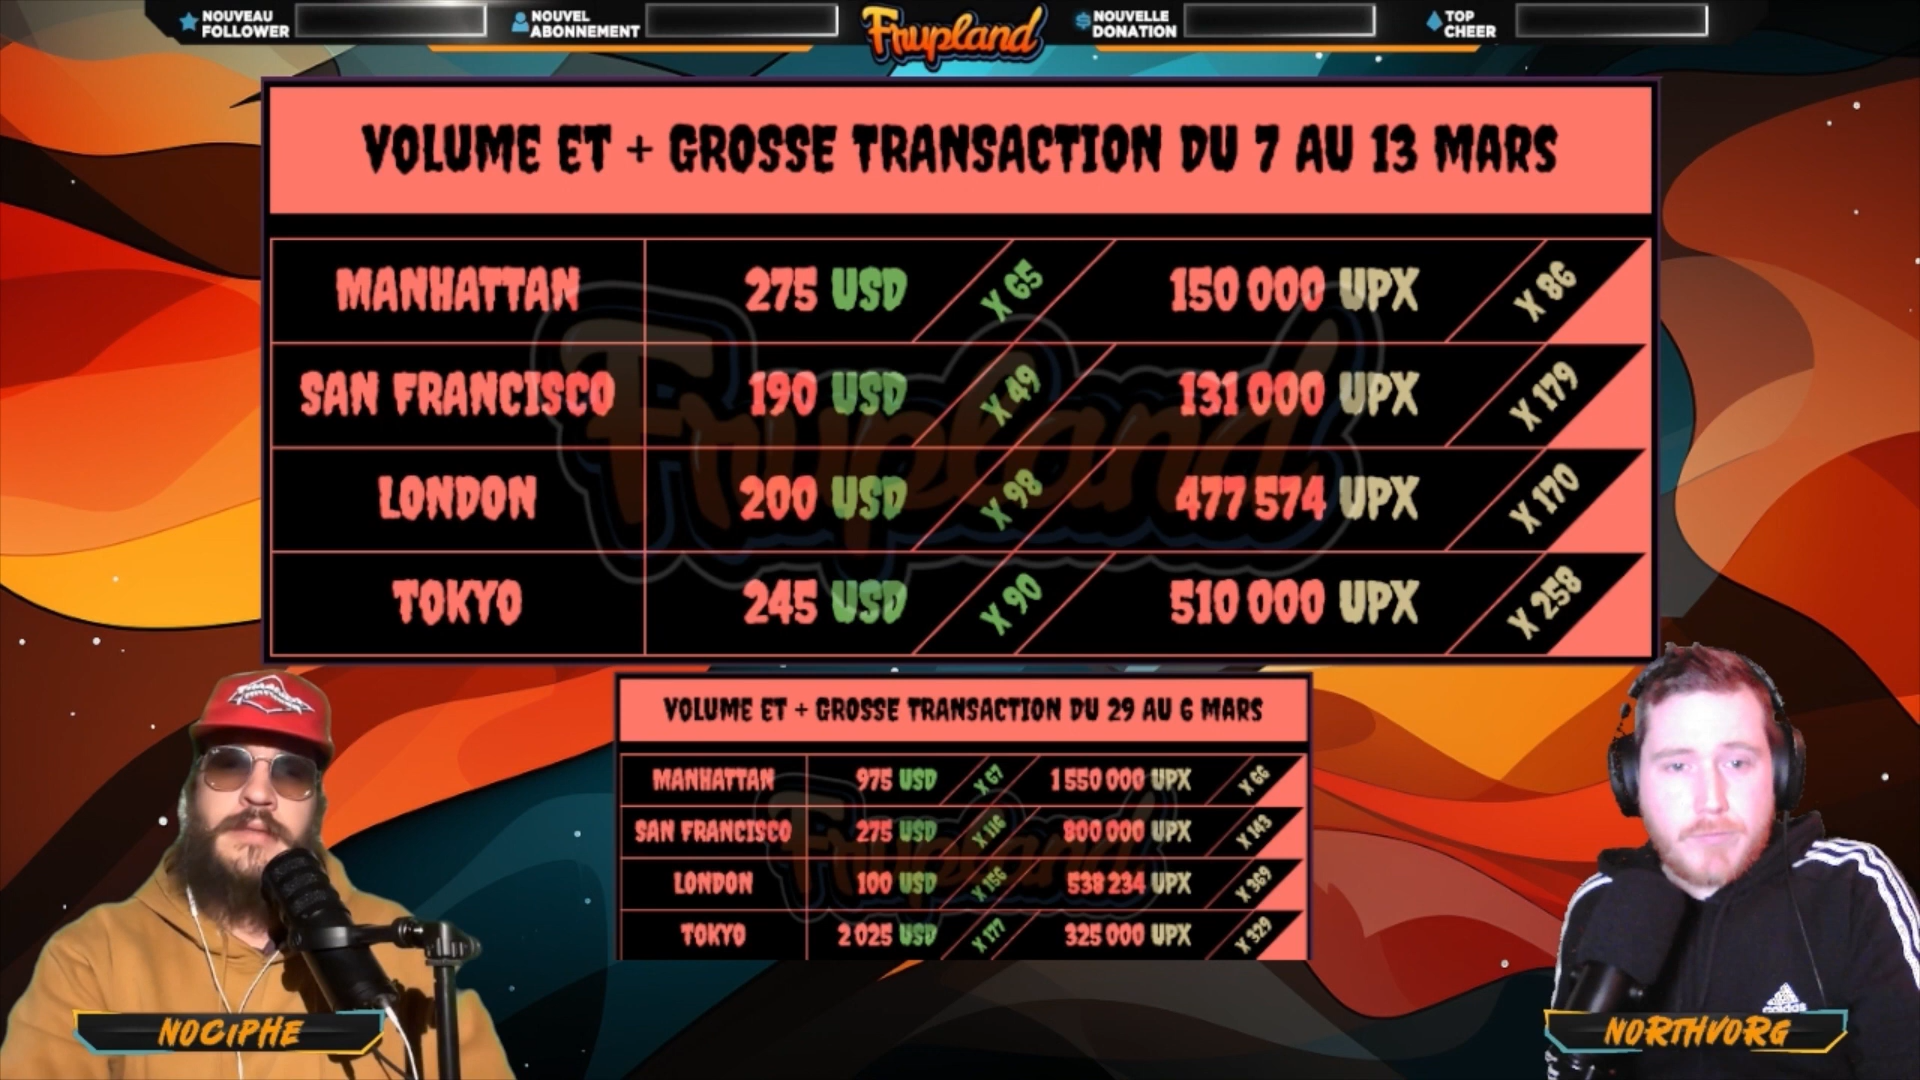 NOUVEAU FOLLOWER
NOUVEL ABONNEMENT
Frupland
NOUVELLE DONATION
TOP CHEER
VOLUME ET + GROSSE TRANSACTION DU 7 AU 13 MARS
MANHATTAN 275 USD X 65 150 000 UPX X 86
SAN FRANCISCO 190 USD X 49 131 000 UPX X 179
LONDON 200 USD X 98 477 574 UPX X 170
TOKYO 245 USD X 90 510 000 UPX X 258
Frupland
VOLUME ET + GROSSE TRANSACTION DU 29 AU 6 MARS
MANHATTAN 975 USD X 67 1 550 000 UPX X 66
SAN FRANCISCO 275 USD X 116 800 000 UPX X 143
LONDON 100 USD X 156 538 234 UPX X 369
TOKYO 2 025 USD X 177 325 000 UPX X 329
adidas
NOCIPHE
NORTHVORG